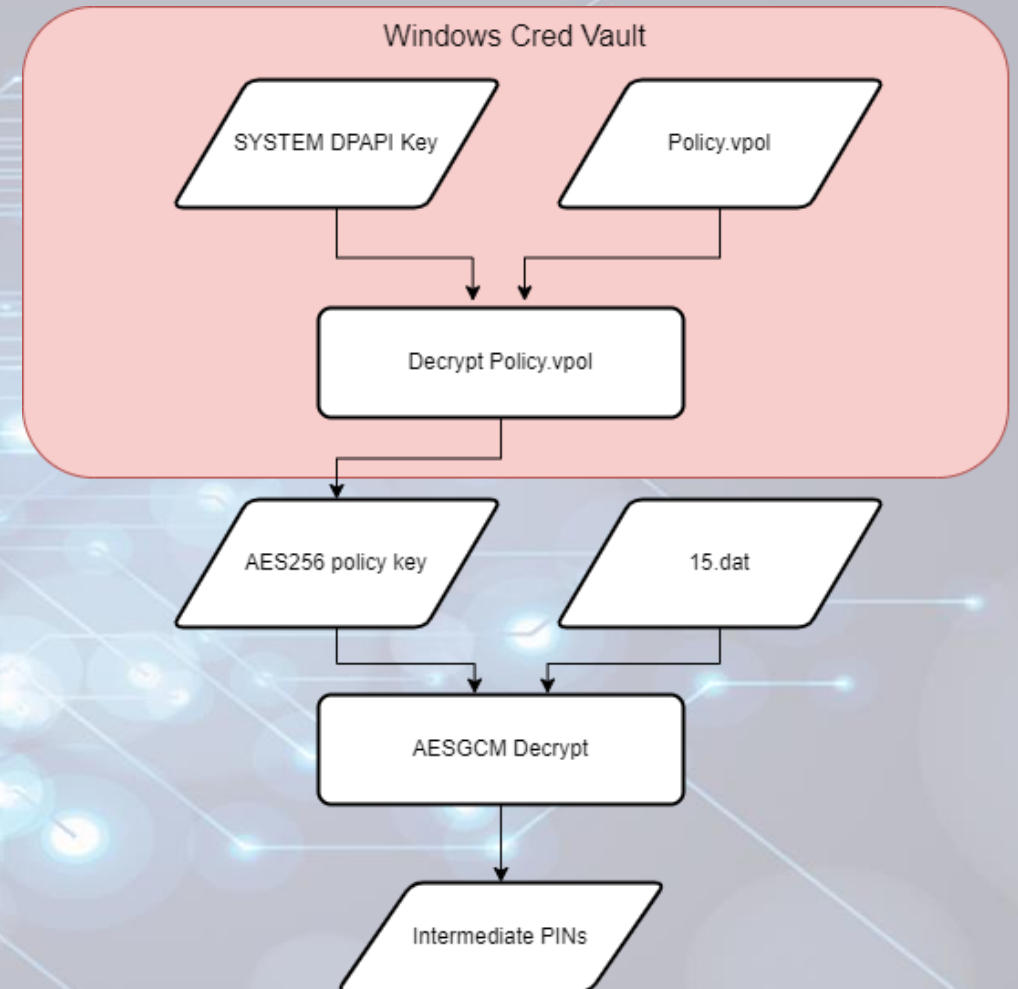 Windows Cred Vault
SYSTEM DPAPI Key
Policy.vpol
Decrypt Policy.vpol
AES256 policy key
15.dat
AESGCM Decrypt
Intermediate PINs